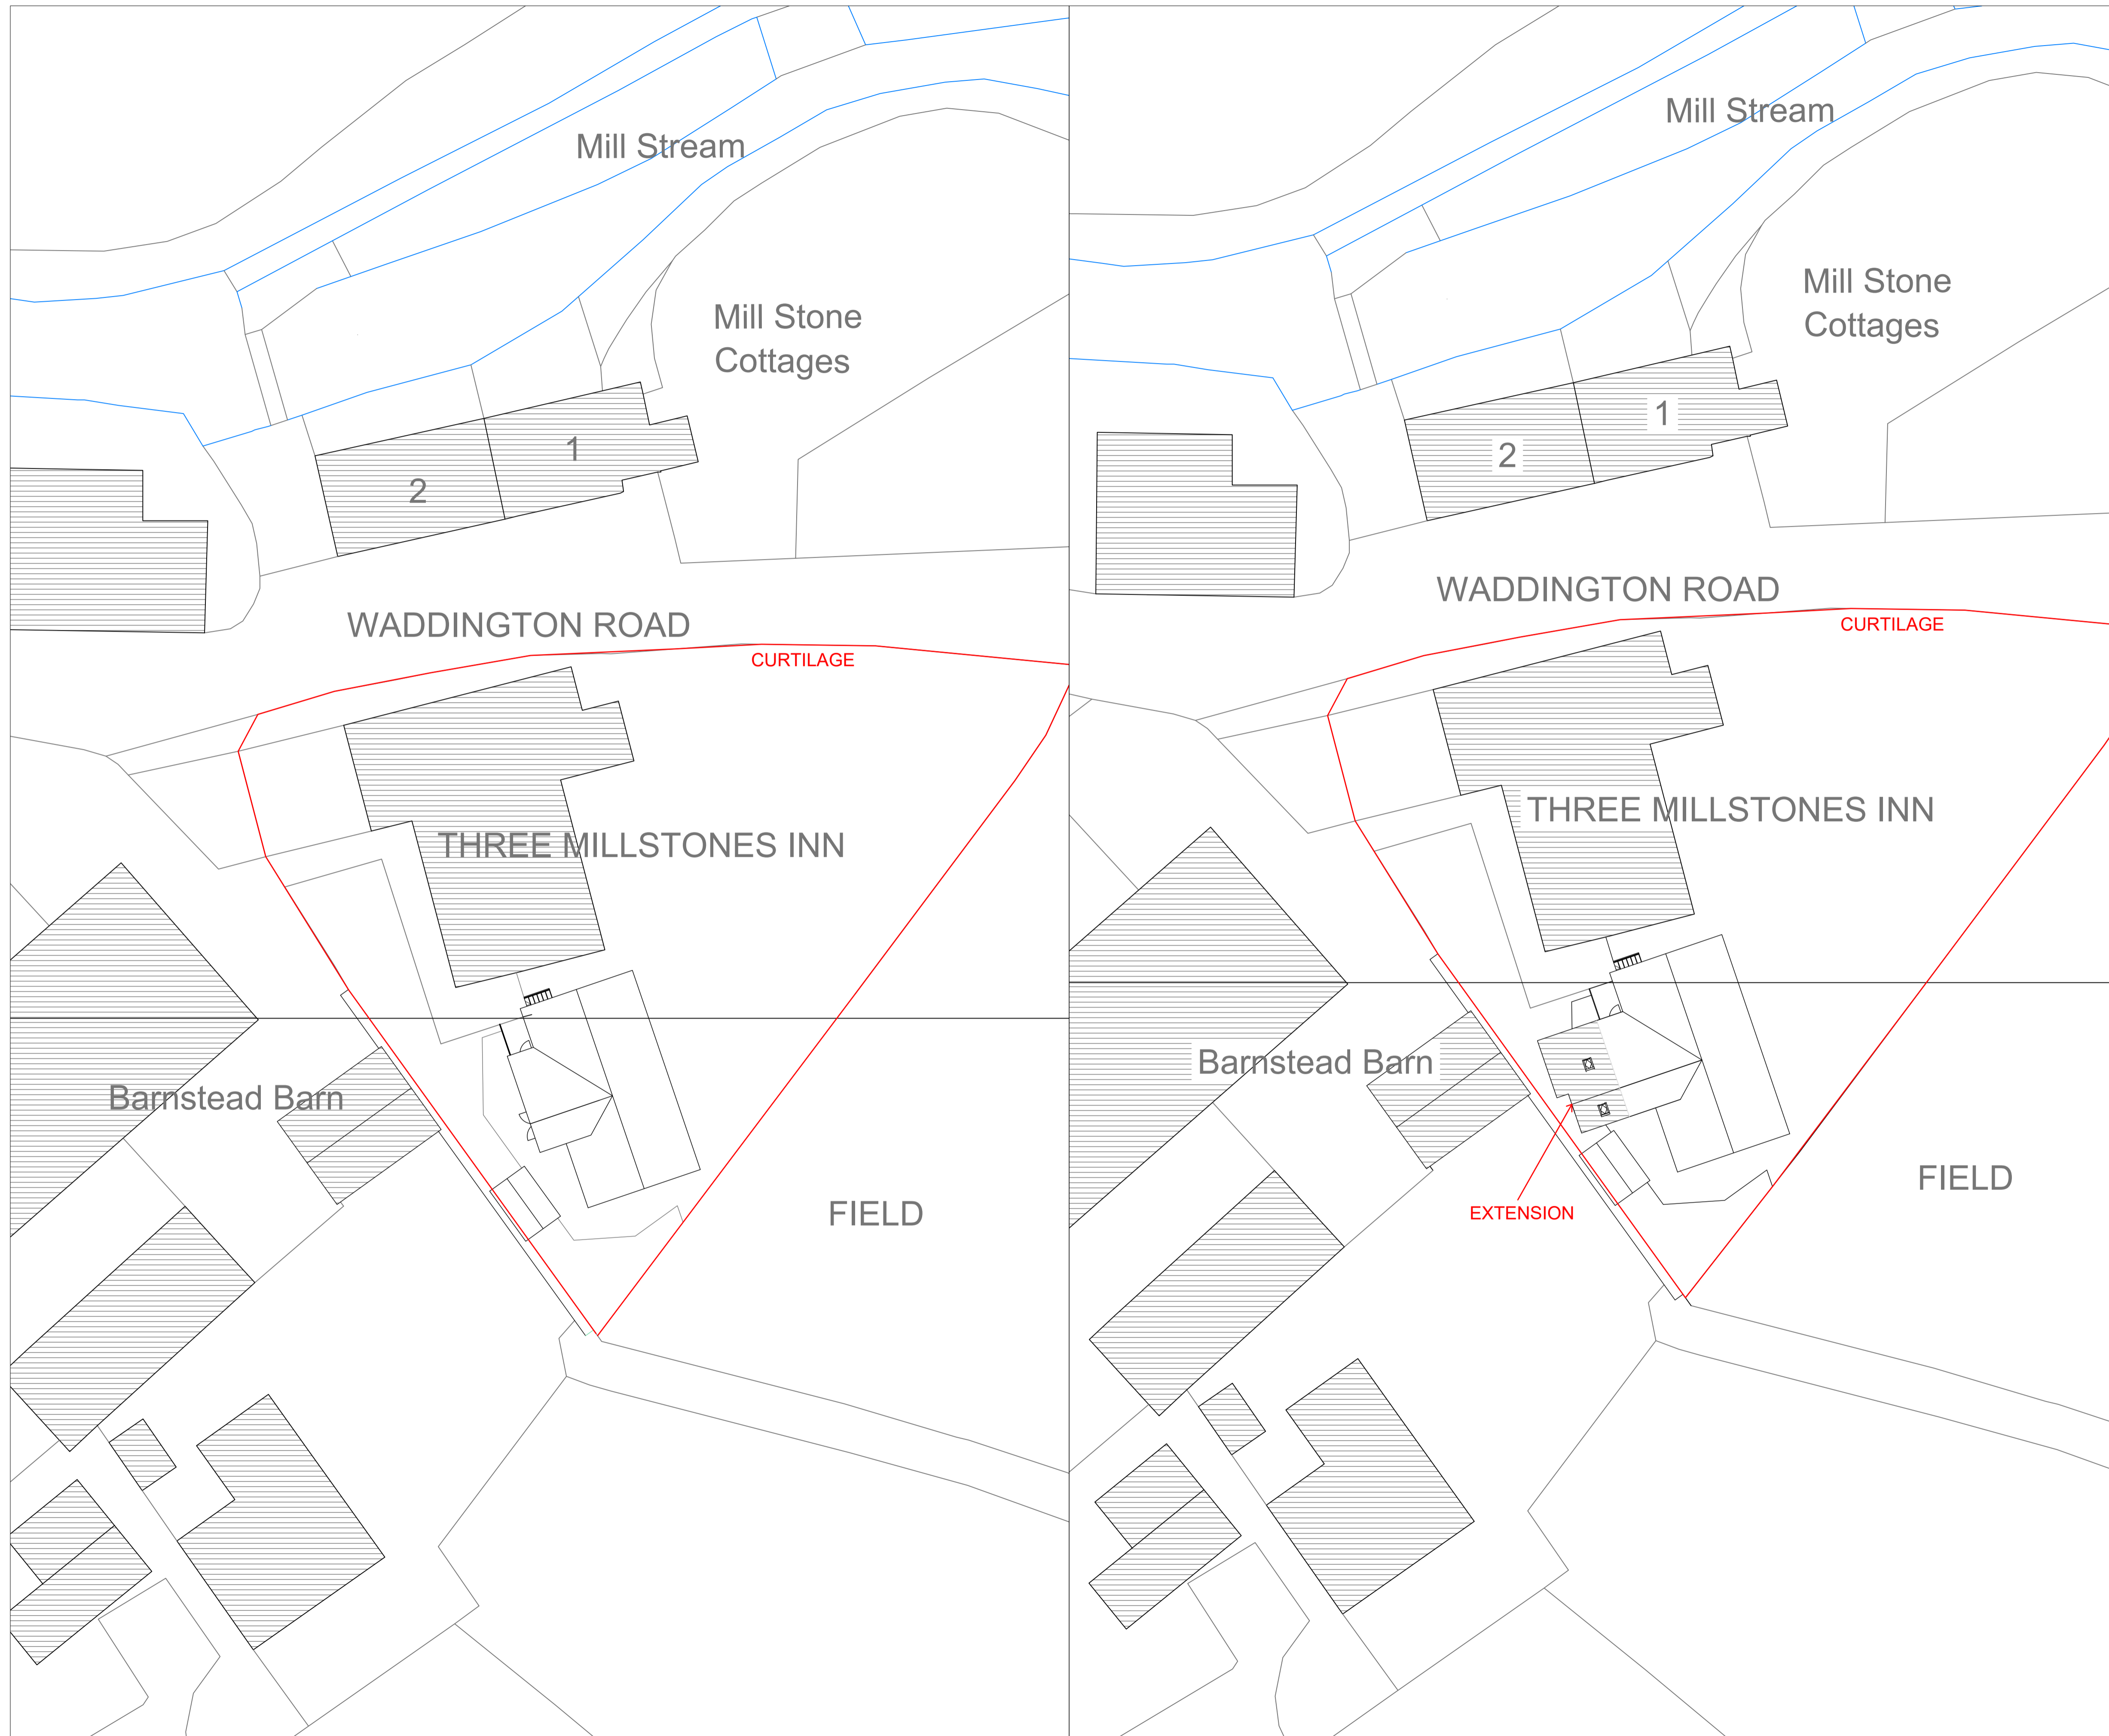 Mill Stream
Mill Stone
Cottages
1
2
WADDINGTON ROAD
CURTILAGE
THREE MILLSTONES INN
Barnstead Barn
FIELD
Mill Stream
Mill Stone
Cottages
1
2
WADDINGTON ROAD
CURTILAGE
THREE MILLSTONES INN
Barnstead Barn
FIELD
EXTENSION